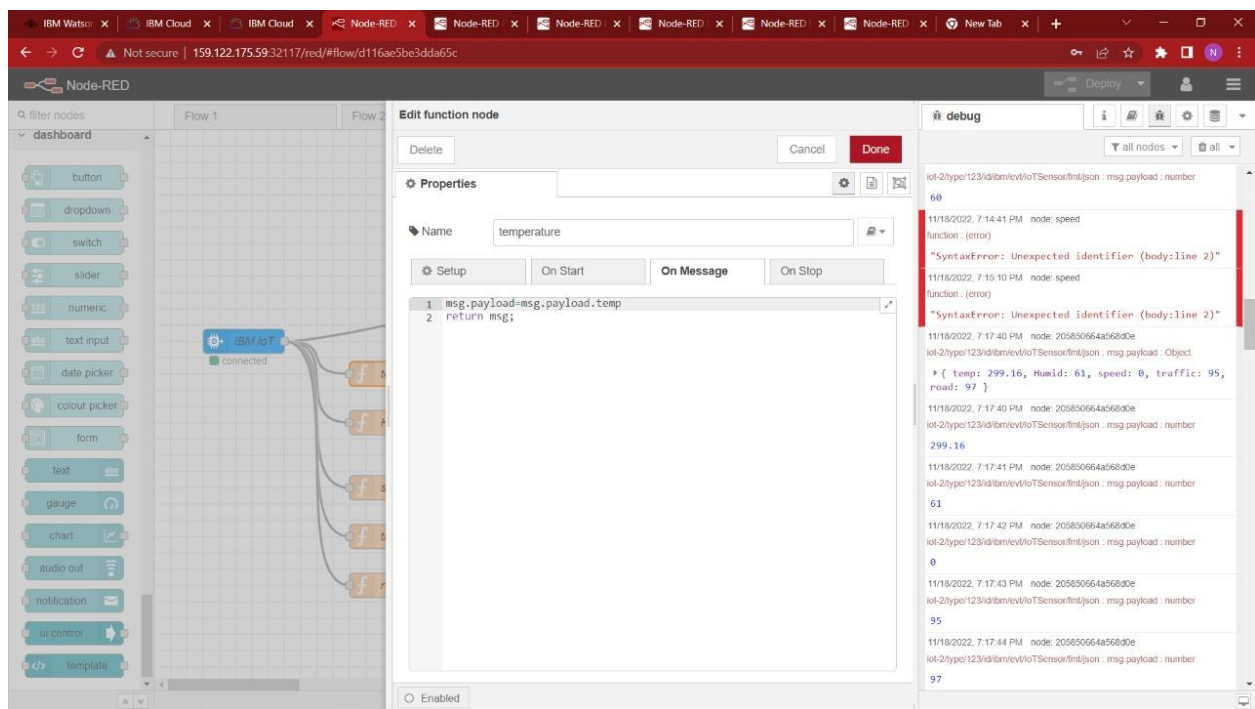 IBM Watsor
IBM Cloud
IBM Cloud
Node-RED
Node-RED
Node-RED
Node-RED
Node-RED
Node-RED
New Tab
Not secure | 159.122.175.59:32117/red/#flow/d116ae5be3dda65c
N
Node-RED
Deploy
filter nodes
Flow 1
Flow 2
Edit function node
debug
dashboard
Delete
Cancel
Done
all nodes
all
button
Properties
iot-2/type/123/id/ibm/evt/IoTSensor/fmt/json : msg.payload : number
60
dropdown
11/18/2022, 7:14:41 PM node: speed
function : (error)
"SyntaxError: Unexpected identifier (body:line 2)"
Name
temperature
switch
slider
Setup
On Start
On Message
On Stop
11/18/2022, 7:15:10 PM node: speed
function : (error)
"SyntaxError: Unexpected identifier (body:line 2)"
numeric
1 msg.payload=msg.payload.temp
2 return msg;
text input
IBM IoT
connected
11/18/2022, 7:17:40 PM node: 205850664a568d0e
iot-2/type/123/id/ibm/evt/IoTSensor/fmt/json : msg.payload : Object
{ temp: 299.16, Humid: 61, speed: 0, traffic: 95,
road: 97 }
date picker
colour picker
11/18/2022, 7:17:40 PM node: 205850664a568d0e
iot-2/type/123/id/ibm/evt/IoTSensor/fmt/json : msg.payload : number
299.16
form
text
11/18/2022, 7:17:41 PM node: 205850664a568d0e
iot-2/type/123/id/ibm/evt/IoTSensor/fmt/json : msg.payload : number
61
gauge
chart
11/18/2022, 7:17:42 PM node: 205850664a568d0e
iot-2/type/123/id/ibm/evt/IoTSensor/fmt/json : msg.payload : number
0
audio out
notification
11/18/2022, 7:17:43 PM node: 205850664a568d0e
iot-2/type/123/id/ibm/evt/IoTSensor/fmt/json : msg.payload : number
95
ui control
template
11/18/2022, 7:17:44 PM node: 205850664a568d0e
iot-2/type/123/id/ibm/evt/IoTSensor/fmt/json : msg.payload : number
97
Enabled